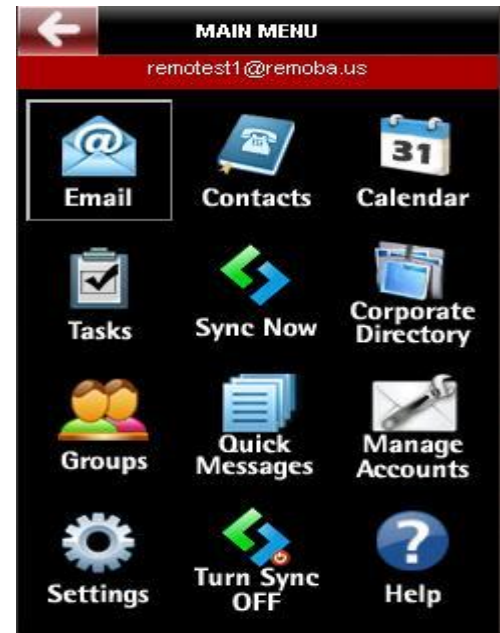 MAIN MENU
remotest1@remoba.us
31
Email
Contacts
Calendar
Tasks
Sync Now
Corporate
Directory
Groups
Quick
Messages
Manage
Accounts
Settings
Turn Sync
OFF
Help